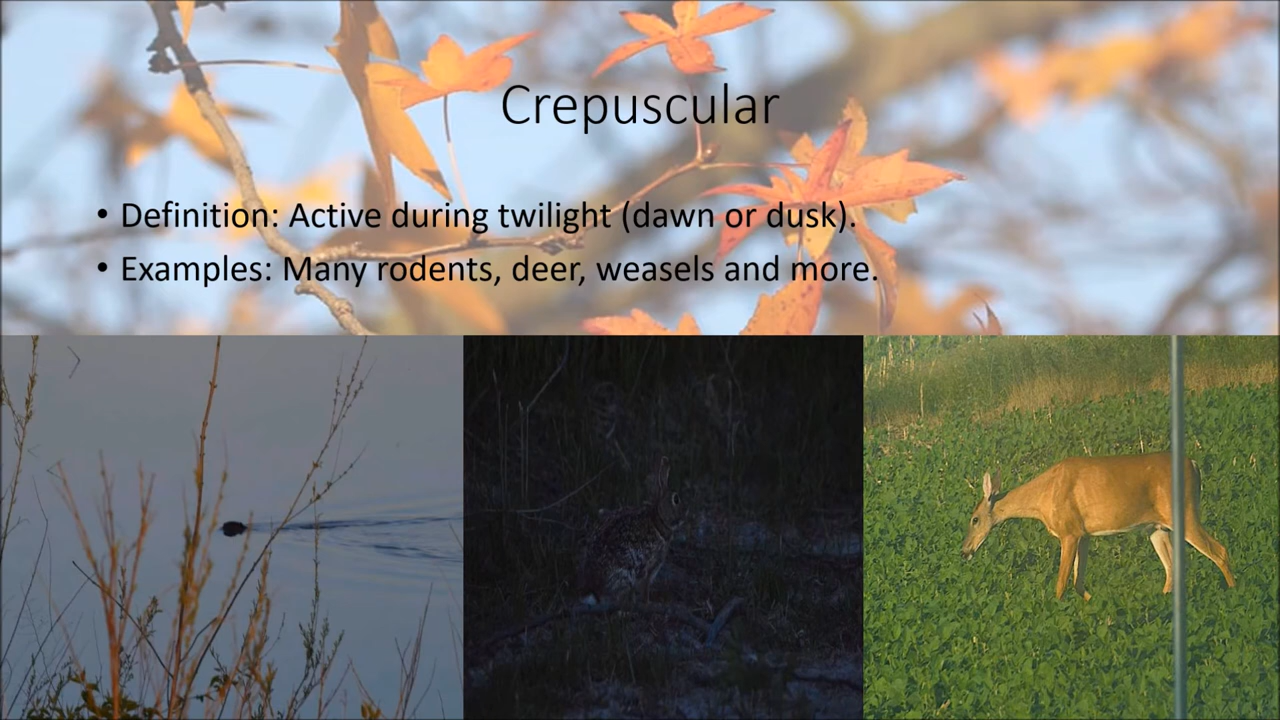 Crepuscular
• Definition: Active during twilight (dawn or dusk).
• Examples: Many rodents, deer, weasels and more.